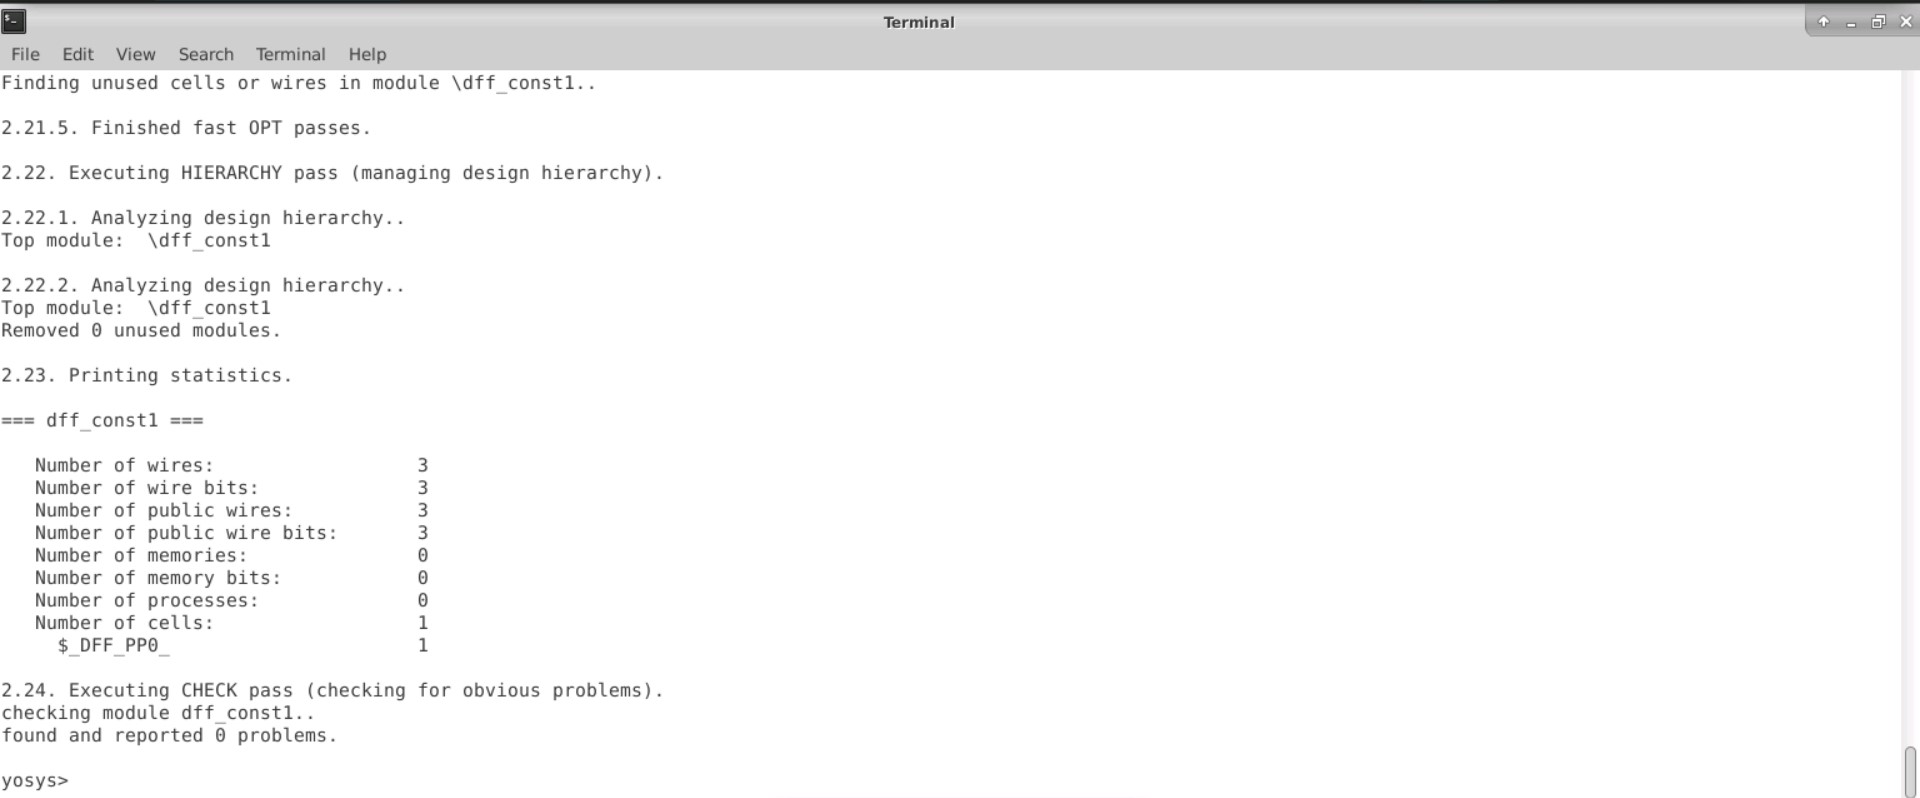 Terminal
File Edit View Search Terminal Help
Finding unused cells or wires in module \dff_const1..
2.21.5. Finished fast OPT passes.
2.22. Executing HIERARCHY pass (managing design hierarchy).
2.22.1. Analyzing design hierarchy..
Top module:  \dff_const1
2.22.2. Analyzing design hierarchy..
Top module:  \dff_const1
Removed 0 unused modules.
2.23. Printing statistics.
=== dff_const1 ===
Number of wires: 3
Number of wire bits: 3
Number of public wires: 3
Number of public wire bits: 3
Number of memories: 0
Number of memory bits: 0
Number of processes: 0
Number of cells: 1
$_DFF_PP0_ 1
2.24. Executing CHECK pass (checking for obvious problems).
checking module dff_const1..
found and reported 0 problems.
yosys>